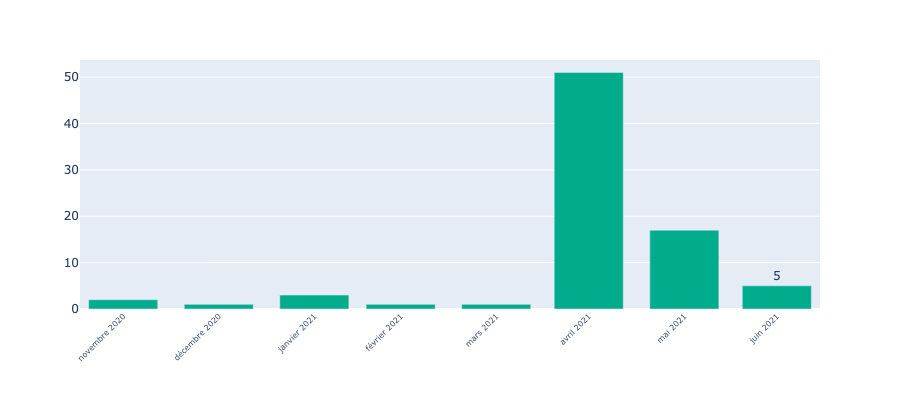 50
40
30
20
10
0
5
novembre 2020
décembre 2020
janvier 2021
février 2021
mars 2021
avril 2021
mai 2021
juin 2021